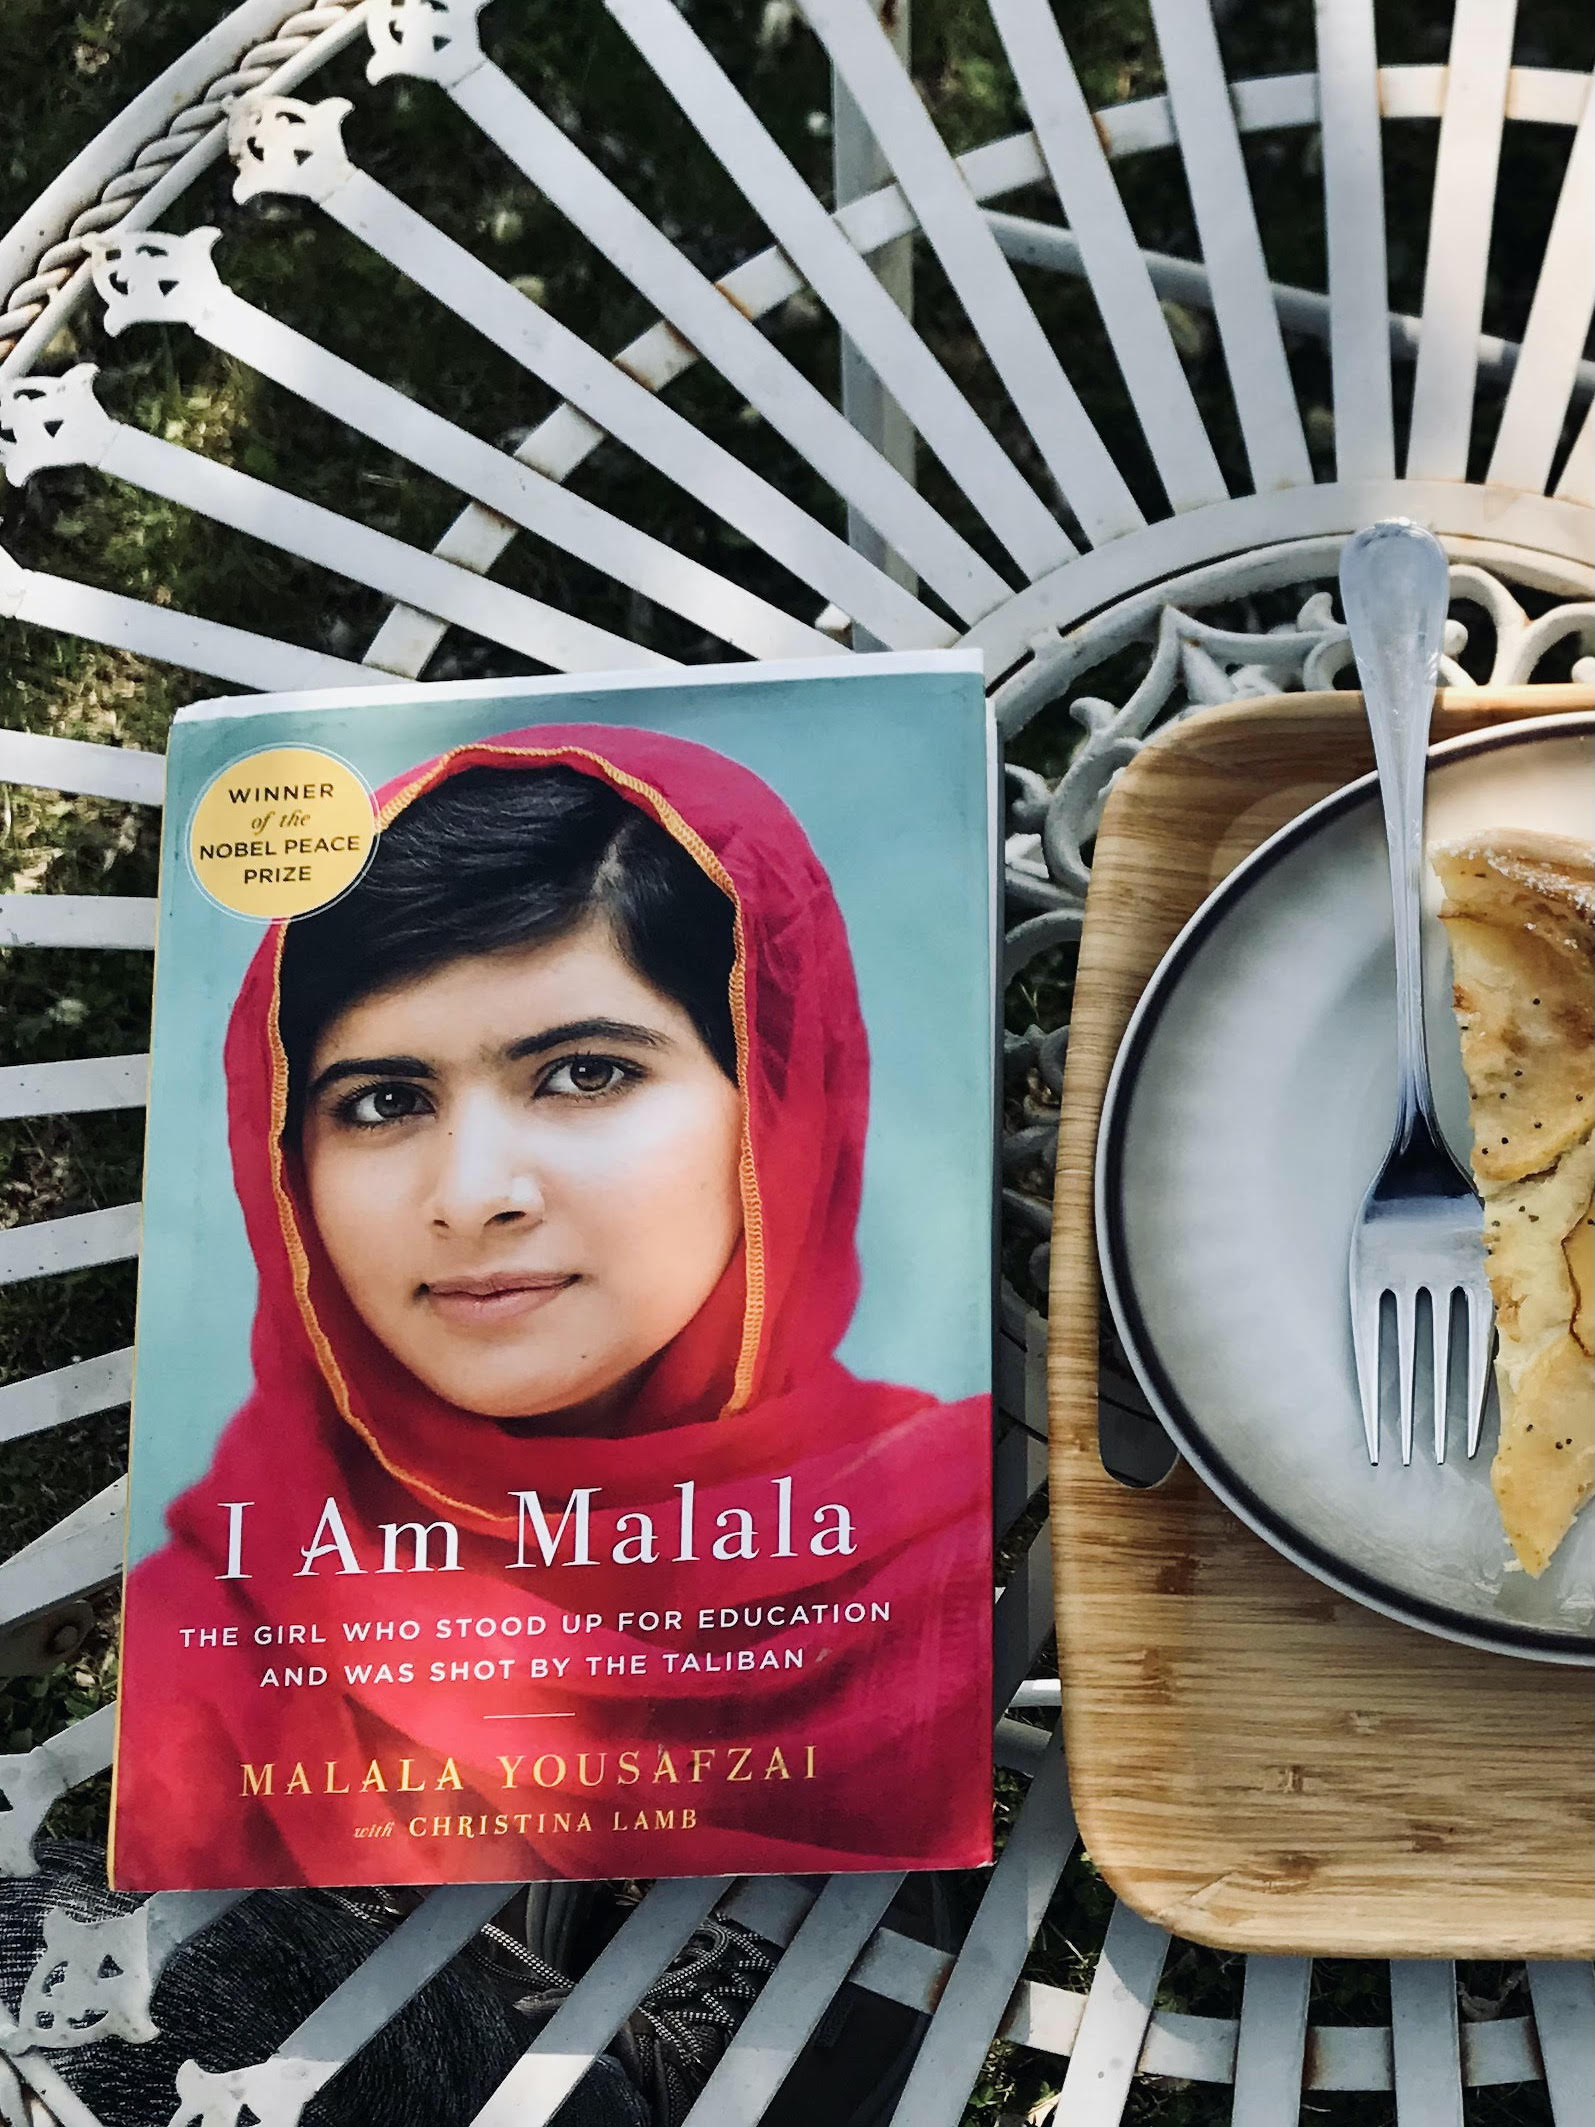 WINNER
of the
NOBEL PEACE
PRIZE
I Am Malala
THE GIRL WHO STOOD UP FOR EDUCATION
AND WAS SHOT BY THE TALIBAN
MALALA YOUSAFZAI
with CHRISTINA LAMB